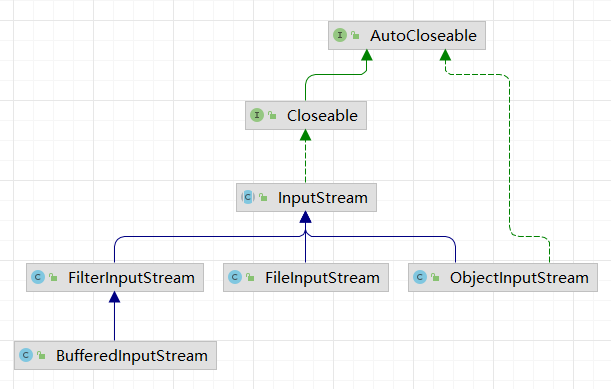 I AutoCloseable
I Closeable
C InputStream
C FilterInputStream
C FileInputStream
C ObjectInputStream
C BufferedInputStream